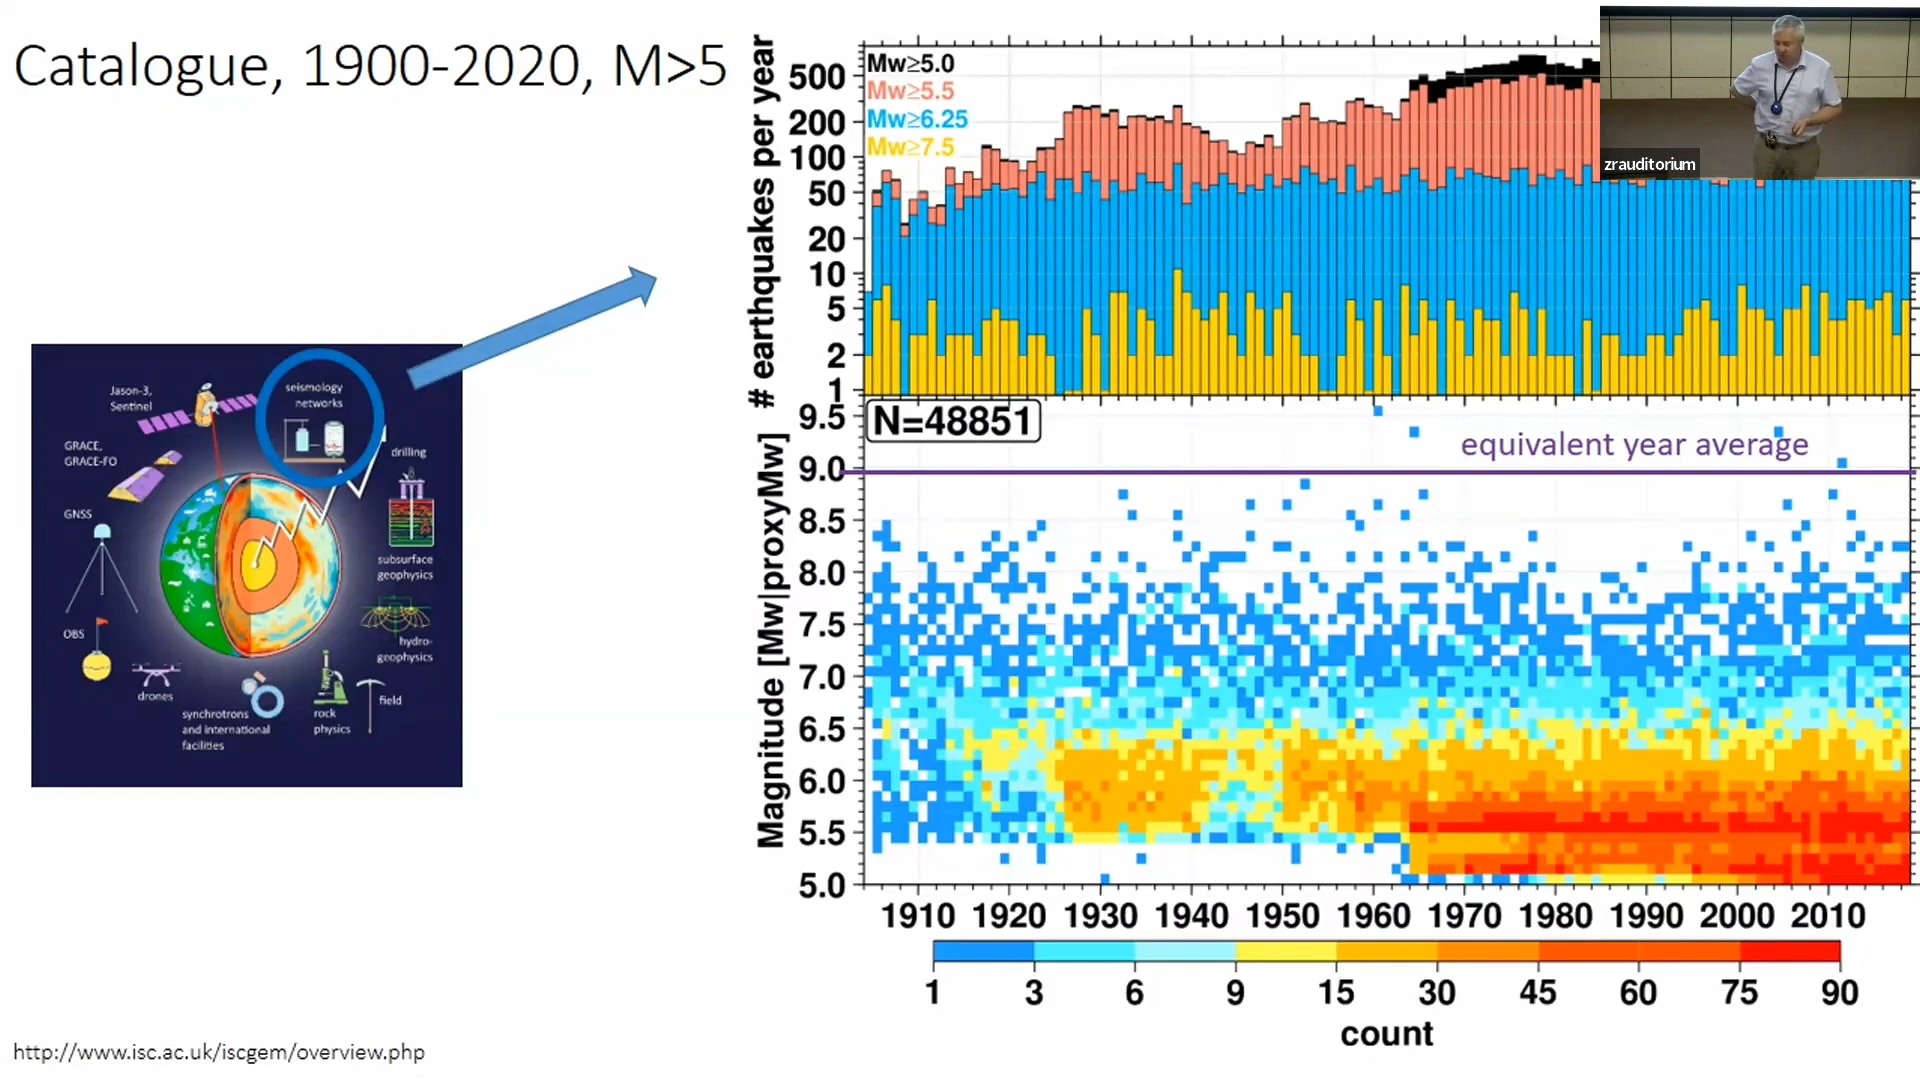 Catalogue, 1900-2020, M>5
zrauditorium
Jason-3,
Sentinel
seismology
networks
GRACE,
GRACE-FO
drilling
GNSS
subsurface
geophysics
OBS
hydro-
geophysics
drones
synchrotrons
and international
facilities
rock
physics
field
http://www.isc.ac.uk/iscgem/overview.php
# earthquakes per year
500
200
100
50
20
10
5
2
1
Mw≥5.0
Mw≥5.5
Mw≥6.25
Mw≥7.5
N=48851
equivalent year average
Magnitude [Mw|proxyMw]
9.5
9.0
8.5
8.0
7.5
7.0
6.5
6.0
5.5
5.0
1910 1920 1930 1940 1950 1960 1970 1980 1990 2000 2010
1 3 6 9 15 30 45 60 75 90
count